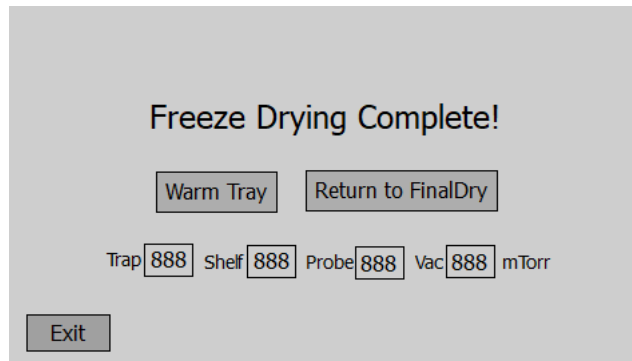 Freeze Drying Complete!
Warm Tray Return to FinalDry
Trap 888 Shelf 888 Probe 888 Vac 888 mTorr
Exit